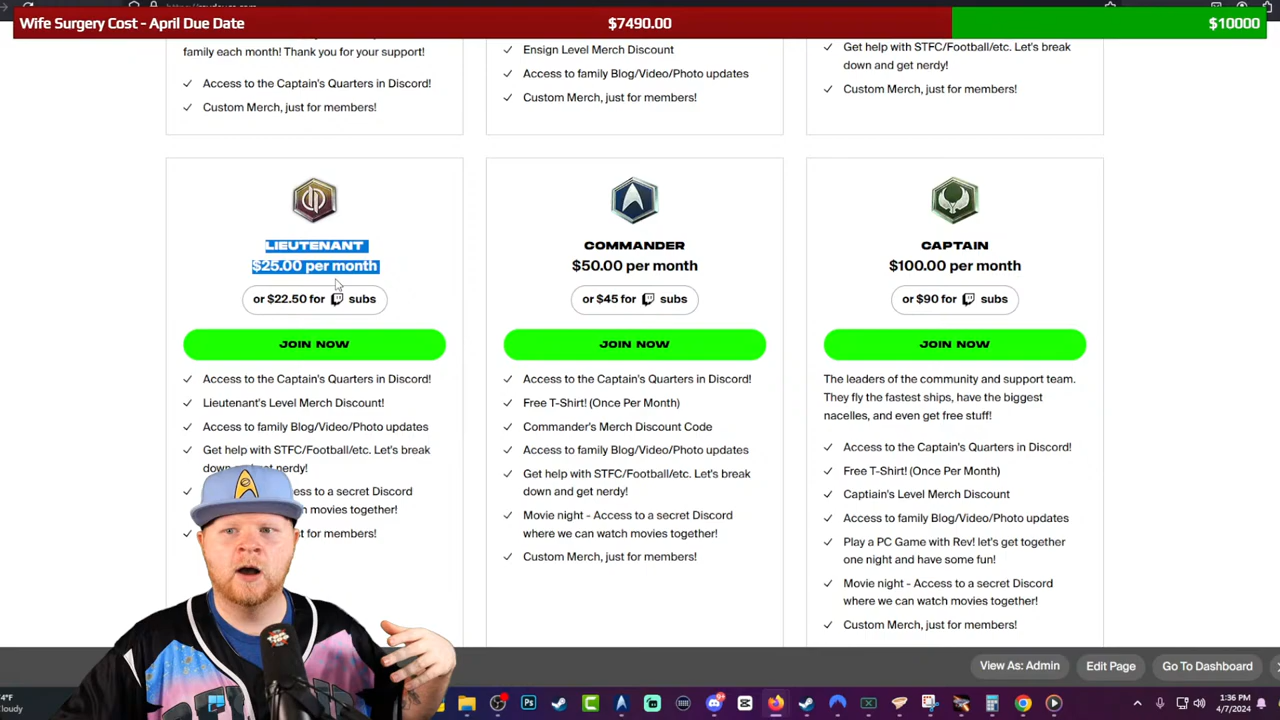 Wife Surgery Cost - April Due Date
$7490.00
$10000
family each month! Thank you for your support!
Access to the Captain's Quarters in Discord!
Custom Merch, just for members!
Ensign Level Merch Discount
Access to family Blog/Video/Photo updates
Custom Merch, just for members!
Get help with STFC/Football/etc. Let's break
down and get nerdy!
Custom Merch, just for members!
LIEUTENANT
$25.00 per month
or $22.50 for subs
JOIN NOW
Access to the Captain's Quarters in Discord!
Lieutenant's Level Merch Discount!
Access to family Blog/Video/Photo updates
Get help with STFC/Football/etc. Let's break
down get nerdy!
ess to a secret Discord
h movies together!
t for members!
COMMANDER
$50.00 per month
or $45 for subs
JOIN NOW
Access to the Captain's Quarters in Discord!
Free T-Shirt! (Once Per Month)
Commander's Merch Discount Code
Access to family Blog/Video/Photo updates
Get help with STFC/Football/etc. Let's break
down and get nerdy!
Movie night - Access to a secret Discord
where we can watch movies together!
Custom Merch, just for members!
CAPTAIN
$100.00 per month
or $90 for subs
JOIN NOW
The leaders of the community and support team.
They fly the fastest ships, have the biggest
nacelles, and even get free stuff!
Access to the Captain's Quarters in Discord!
Free T-Shirt! (Once Per Month)
Captiain's Level Merch Discount
Access to family Blog/Video/Photo updates
Play a PC Game with Rev! let's get together
one night and have some fun!
Movie night - Access to a secret Discord
where we can watch movies together!
Custom Merch, just for members!
View As: Admin
Edit Page
Go To Dashboard
4°F
Cloudy
1:36 PM
4/7/2024